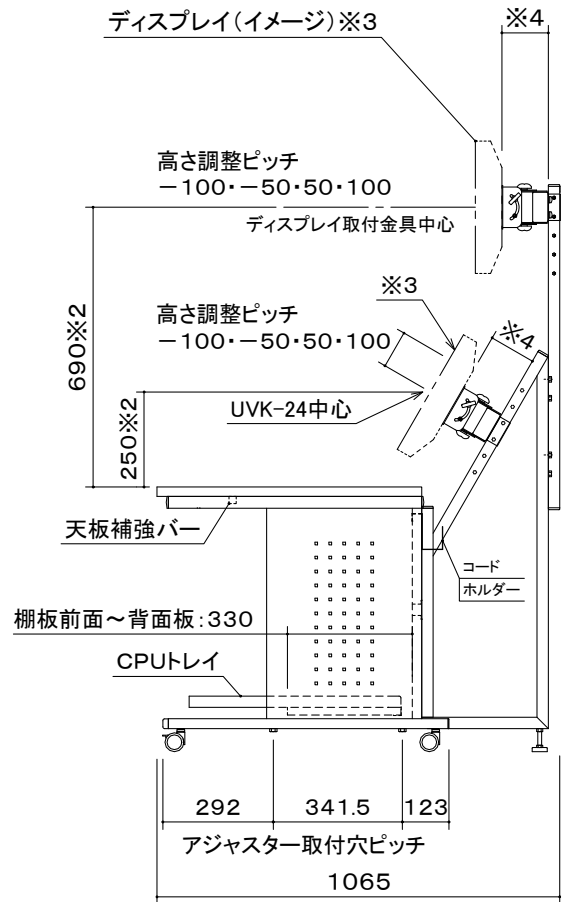 ディスプレイ(イメージ)※3
※4
高さ調整ピッチ
－100・－50・50・100
ディスプレイ取付金具中心
※3
高さ調整ピッチ
－100・－50・50・100
※4
690※2
UVK-24中心
250※2
天板補強バー
コード
ホルダー
棚板前面～背面板:330
CPUトレイ
292
341.5
123
アジャスター取付穴ピッチ
1065